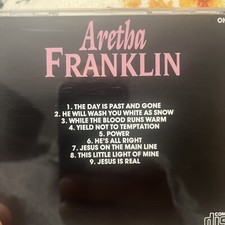 Aretha
FRANKLIN
1. THE DAY IS PAST AND GONE
2. HE WILL WASH YOU WHITE AS SNOW
3. WHILE THE BLOOD RUNS WARM
4. YIELD NOT TO TEMPTATION
5. POWER
6. HE'S ALL RIGHT
7. JESUS ON THE MAIN LINE
8. THIS LITTLE LIGHT OF MINE
9. JESUS IS REAL